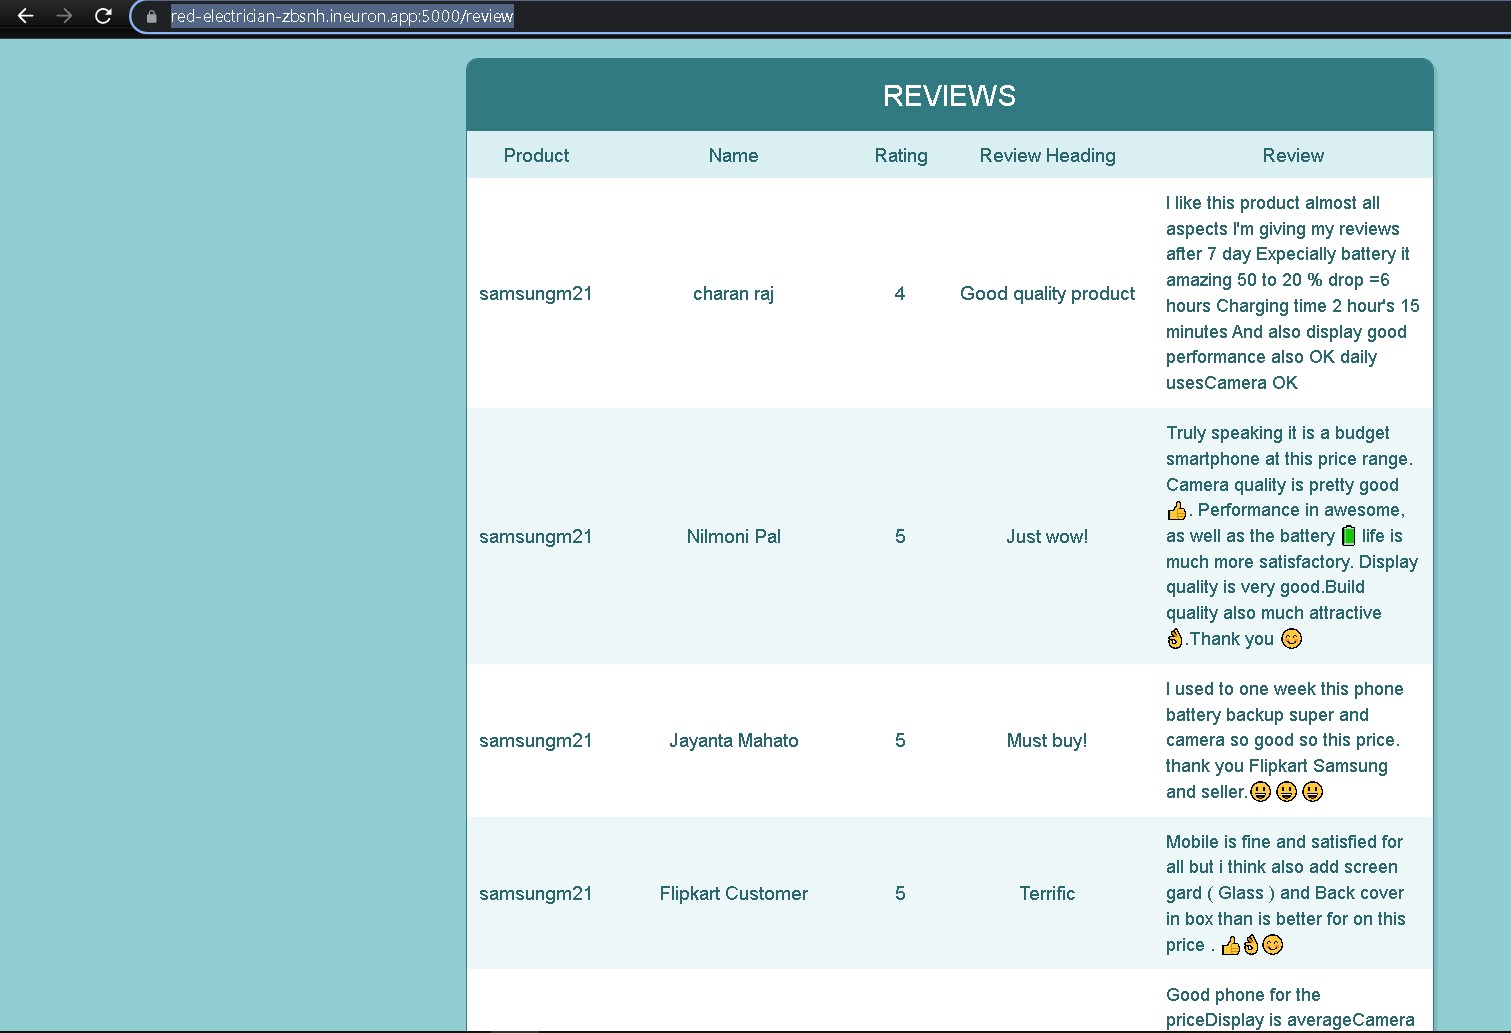 red-electrician-zbsnh.ineuron.app:5000/review
REVIEWS
Product Name Rating Review Heading Review
samsungm21 charan raj 4 Good quality product
I like this product almost all
aspects I'm giving my reviews
after 7 day Expecially battery it
amazing 50 to 20 % drop =6
hours Charging time 2 hour's 15
minutes And also display good
performance also OK daily
usesCamera OK
samsungm21 Nilmoni Pal 5 Just wow!
Truly speaking it is a budget
smartphone at this price range.
Camera quality is pretty good
👍. Performance in awesome,
as well as the battery 🔋 life is
much more satisfactory. Display
quality is very good.Build
quality also much attractive
👌.Thank you 😊
samsungm21 Jayanta Mahato 5 Must buy!
I used to one week this phone
battery backup super and
camera so good so this price.
thank you Flipkart Samsung
and seller.😀 😀 😀
samsungm21 Flipkart Customer 5 Terrific
Mobile is fine and satisfied for
all but i think also add screen
gard ( Glass ) and Back cover
in box than is better for on this
price . 👍👌😊
Good phone for the
priceDisplay is averageCamera